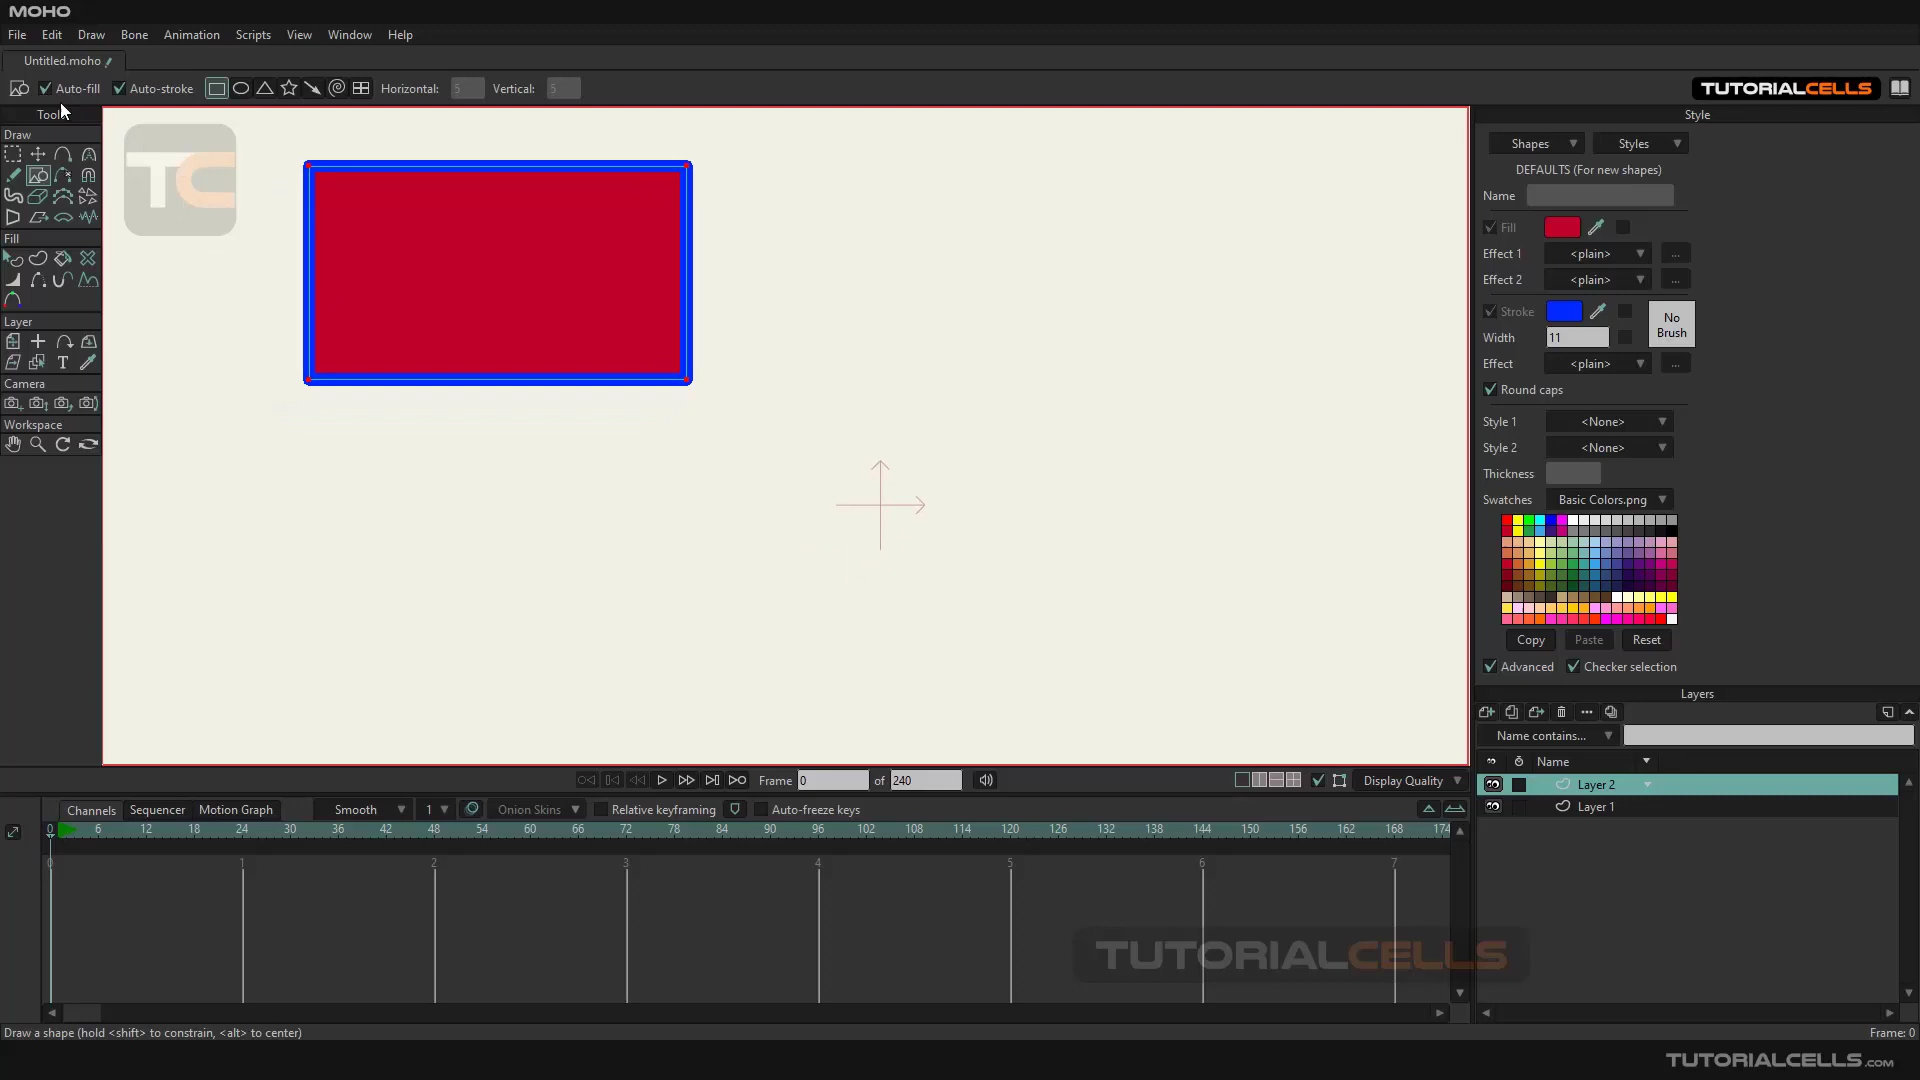 MOHO
File Edit Draw Bone Animation Scripts View Window Help
Untitled.moho
Auto-fill Auto-stroke Horizontal: 5 Vertical: 5
TUTORIALCELLS
Tool
Style
Draw
TC
Shapes Styles
DEFAULTS (For new shapes)
Name
Fill
Fill
Effect 1 <plain> ...
Effect 2 <plain> ...
Stroke
No
Brush
Width 11
Effect <plain> ...
Round caps
Layer
T
Camera
Workspace
Style 1 <None>
Style 2 <None>
Thickness
Swatches Basic Colors.png
Copy Paste Reset
Advanced Checker selection
Layers
Name contains...
Name
Layer 2
Layer 1
Frame 0 of 240 Display Quality
Channels Sequencer Motion Graph Smooth 1 Onion Skins Relative keyframing Auto-freeze keys
0 6 12 18 24 30 36 42 48 54 60 66 72 78 84 90 96 102 108 114 120 126 132 138 144 150 156 162 168 174
0 1 2 3 4 5 6 7
TUTORIALCELLS
Draw a shape (hold <shift> to constrain, <alt> to center) Frame: 0
TUTORIALCELLS.COM